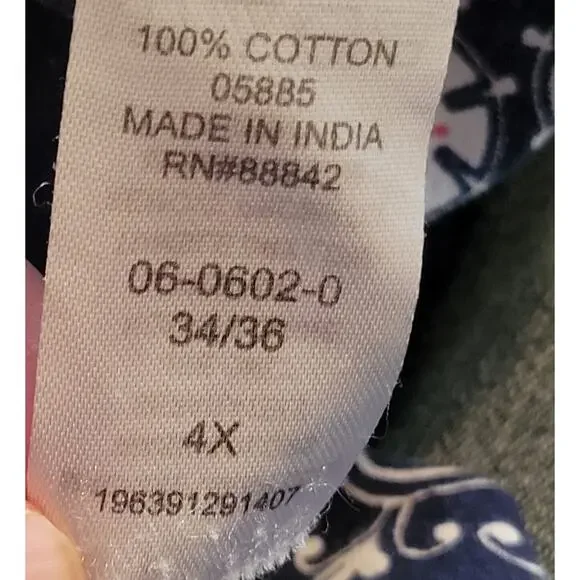 100% COTTON
05885
MADE IN INDIA
RN#88842
06-0602-0
34/36
4X
196391291407